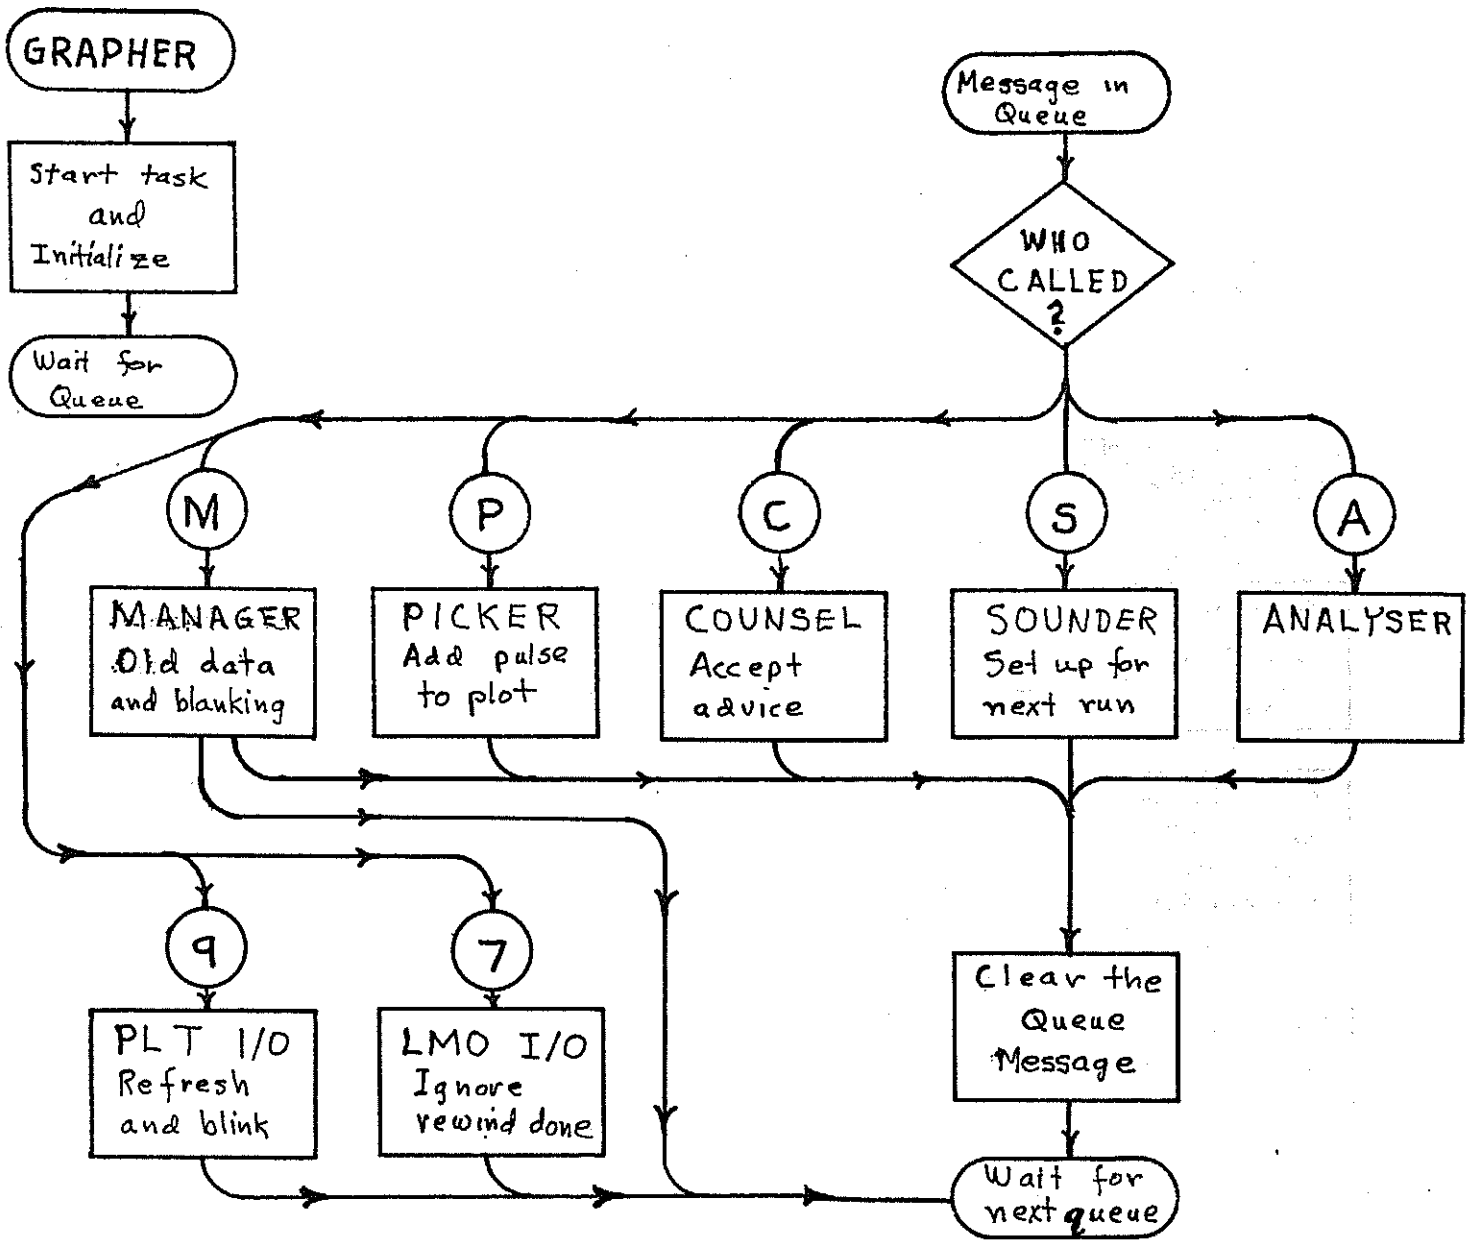 GRAPHER
Start task
and
Initialize
Wait for
Queue
Message in
Queue
WHO
CALLED
?
M
P
C
S
A
MANAGER
Old data
and blanking
PICKER
Add pulse
to plot
COUNSEL
Accept
advice
SOUNDER
Set up for
next run
ANALYSER
9
7
PLT I/O
Refresh
and blink
LMO I/O
Ignore
rewind done
Clear the
Queue
Message
Wait for
next queue